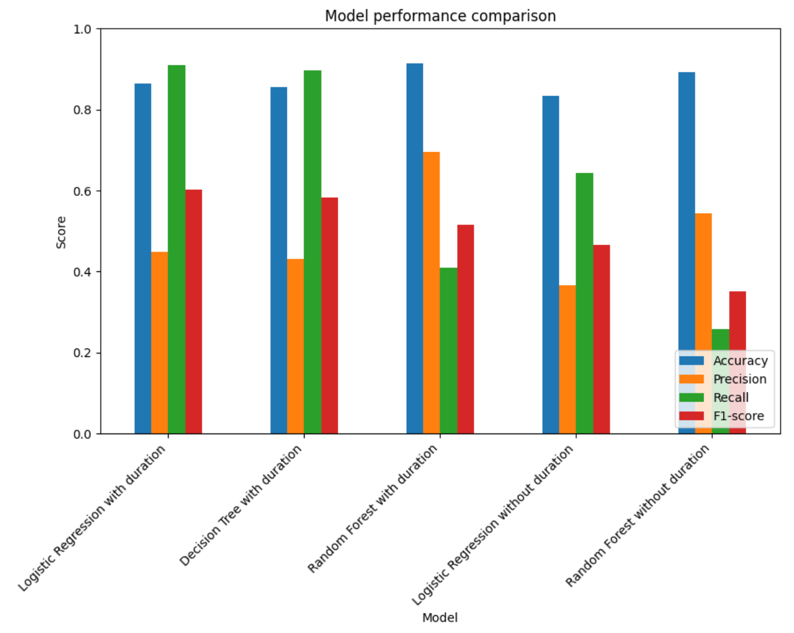 Model performance comparison
1.0
0.8
0.6
0.4
0.2
0.0
Score
Accuracy
Precision
Recall
F1-score
Logistic Regression with duration
Decision Tree with duration
Random Forest with duration
Logistic Regression without duration
Random Forest without duration
Model